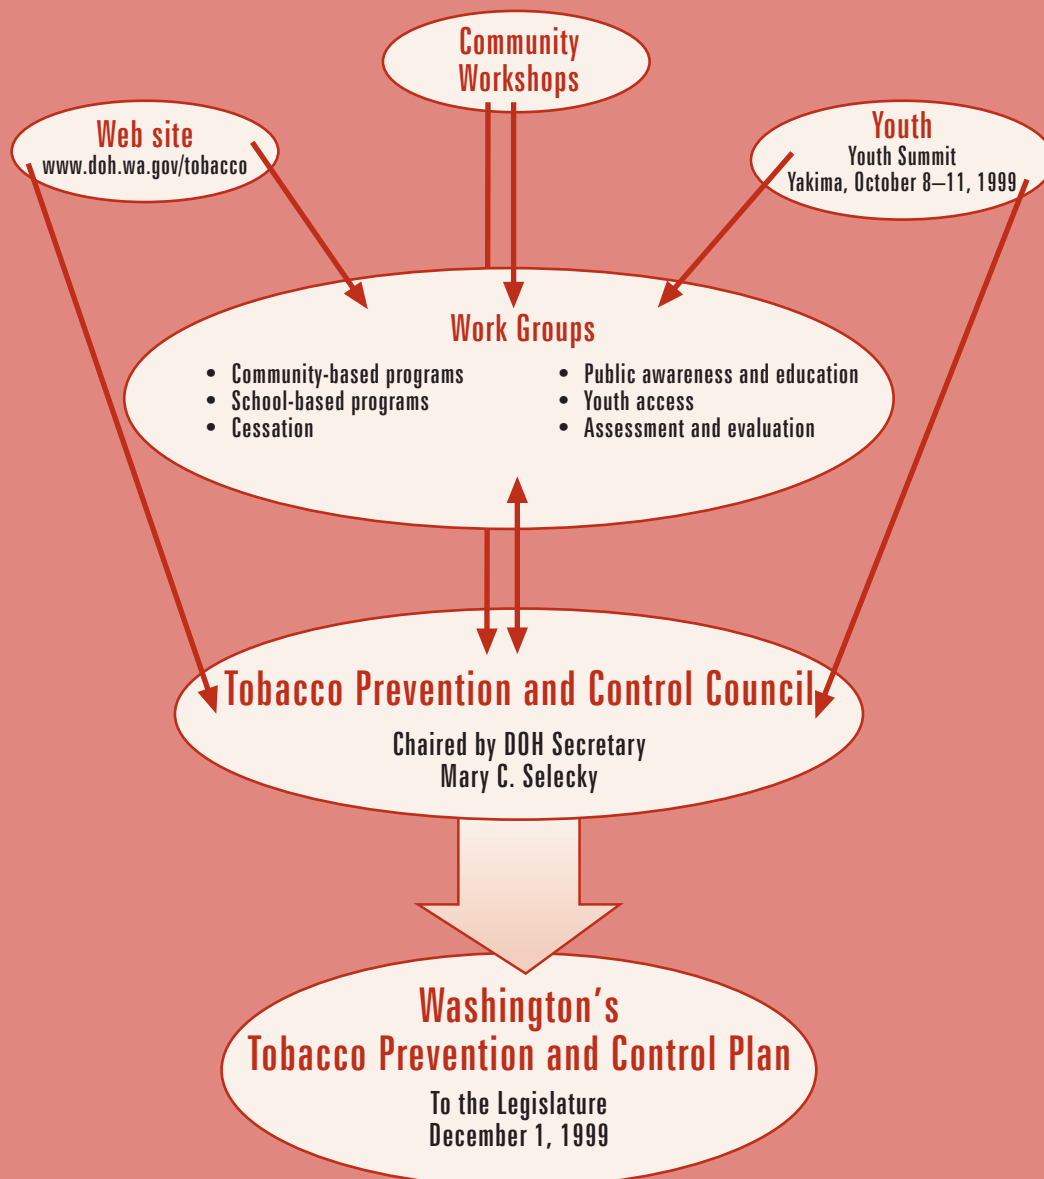 Community
Workshops
Web site
www.doh.wa.gov/tobacco
Youth
Youth Summit
Yakima, October 8–11, 1999
Work Groups
• Community-based programs
• School-based programs
• Cessation
• Public awareness and education
• Youth access
• Assessment and evaluation
Tobacco Prevention and Control Council
Chaired by DOH Secretary
Mary C. Selecky
Washington's
Tobacco Prevention and Control Plan
To the Legislature
December 1, 1999